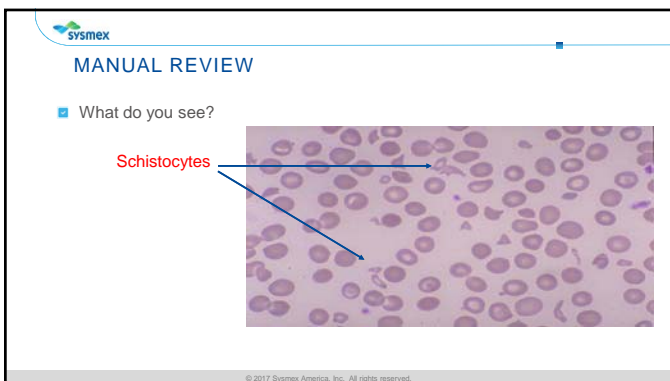 sysmex
MANUAL REVIEW
What do you see?
Schistocytes
© 2017 Sysmex America, Inc. All rights reserved.